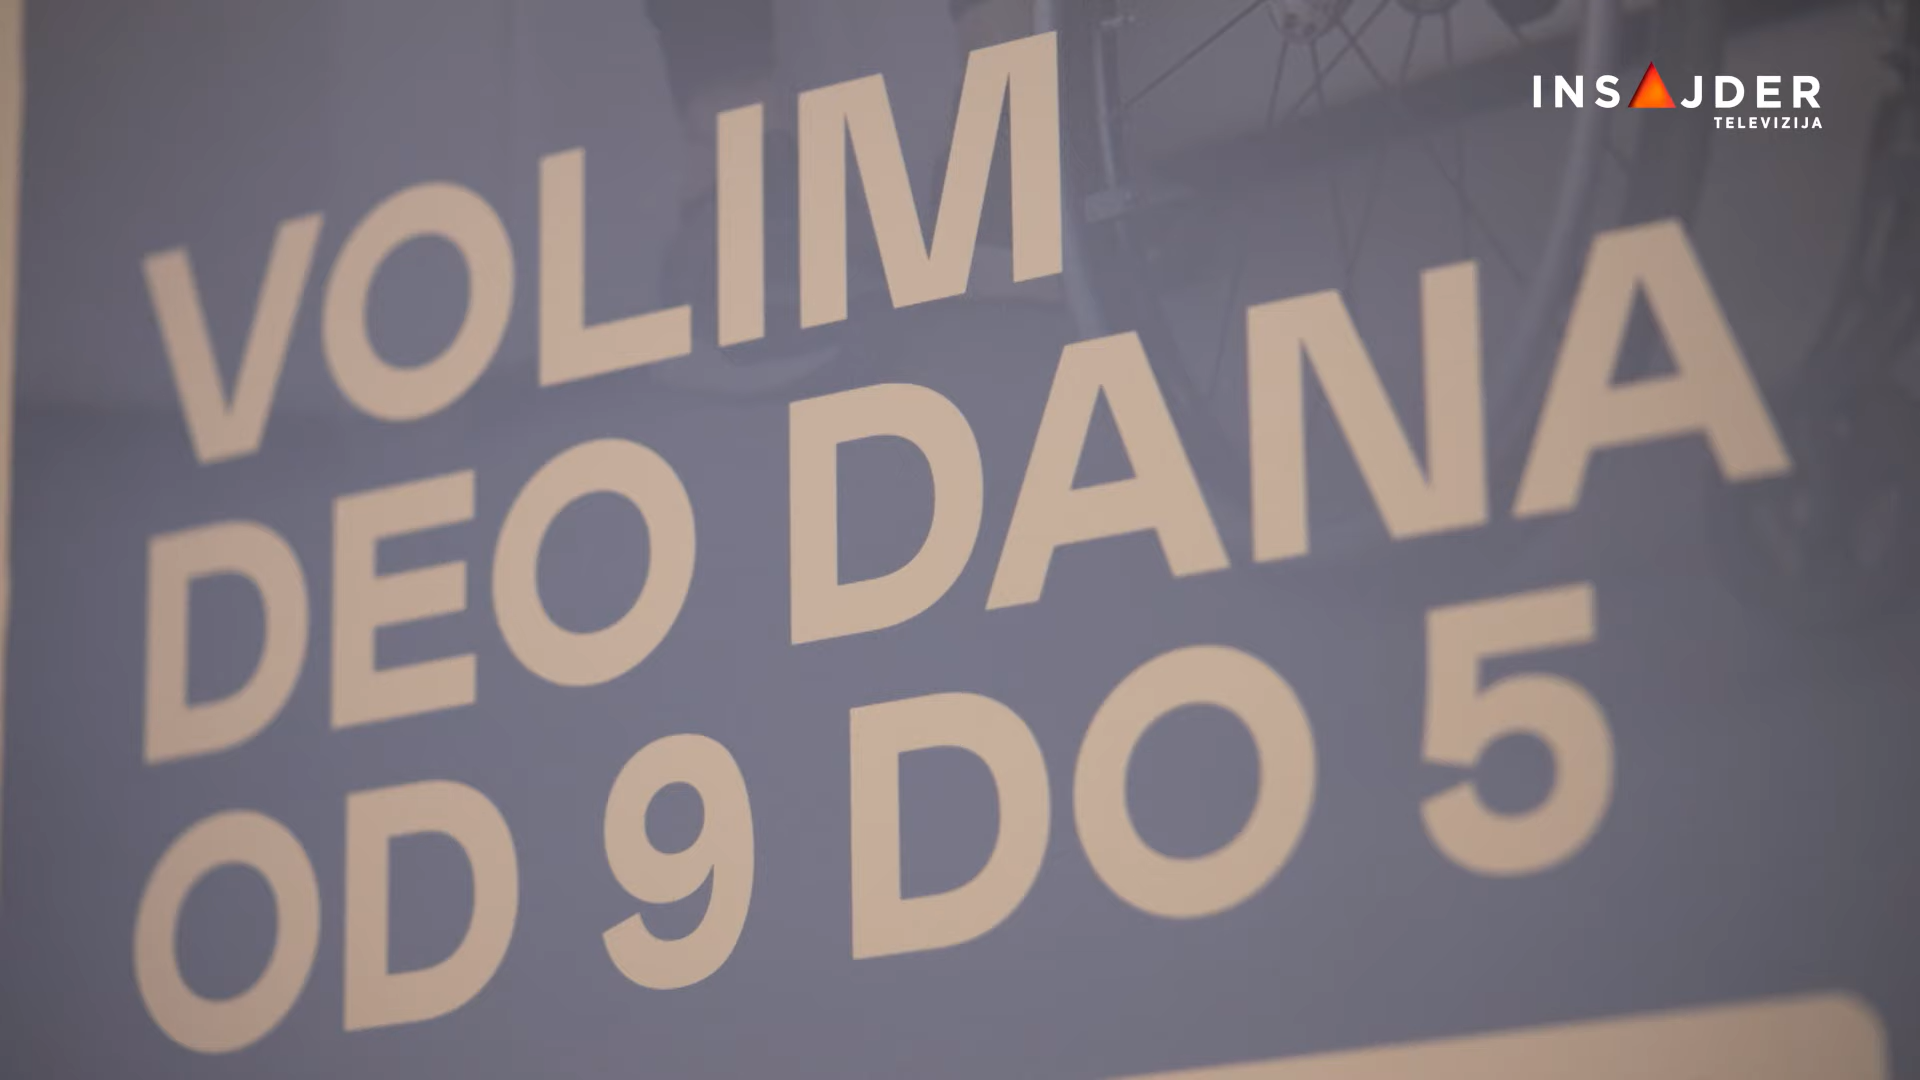 INSAJDER
TELEVIZIJA
VOLIM
DEO DANA
OD 9 DO 5